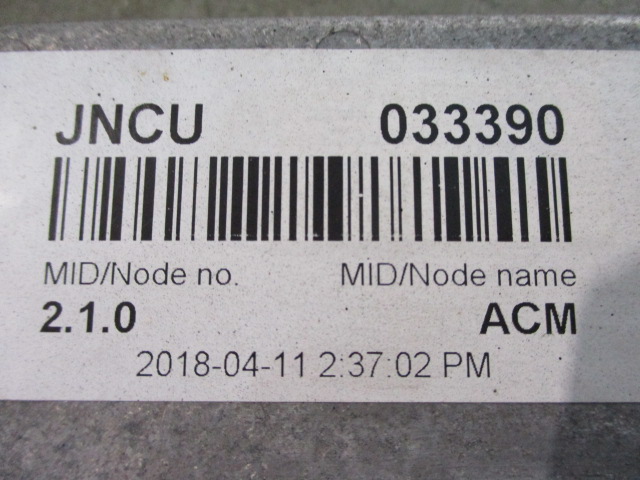 JNCU 033390
MID/Node no. MID/Node name
2.1.0 ACM
2018-04-11 2:37:02 PM